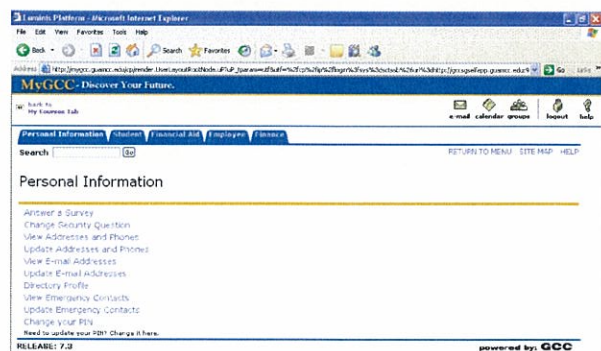 Luminis Platform - Microsoft Internet Explorer
File Edit View Favorites Tools Help
Back Search Favorites
Address Go Links
MyGCC - Discover Your Future.
back to
My Courses Tab
e-mail calendar groups logout help
Personal Information Student Financial Aid Employee Finance
Search Go RETURN TO MENU SITE MAP HELP
Personal Information
Answer a Survey
Change Security Question
View Addresses and Phones
Update Addresses and Phones
View E-mail Addresses
Update E-mail Addresses
Directory Profile
View Emergency Contacts
Update Emergency Contacts
Change your PIN
Need to update your PIN? Change it here.
RELEASE: 7.3 powered by: GCC